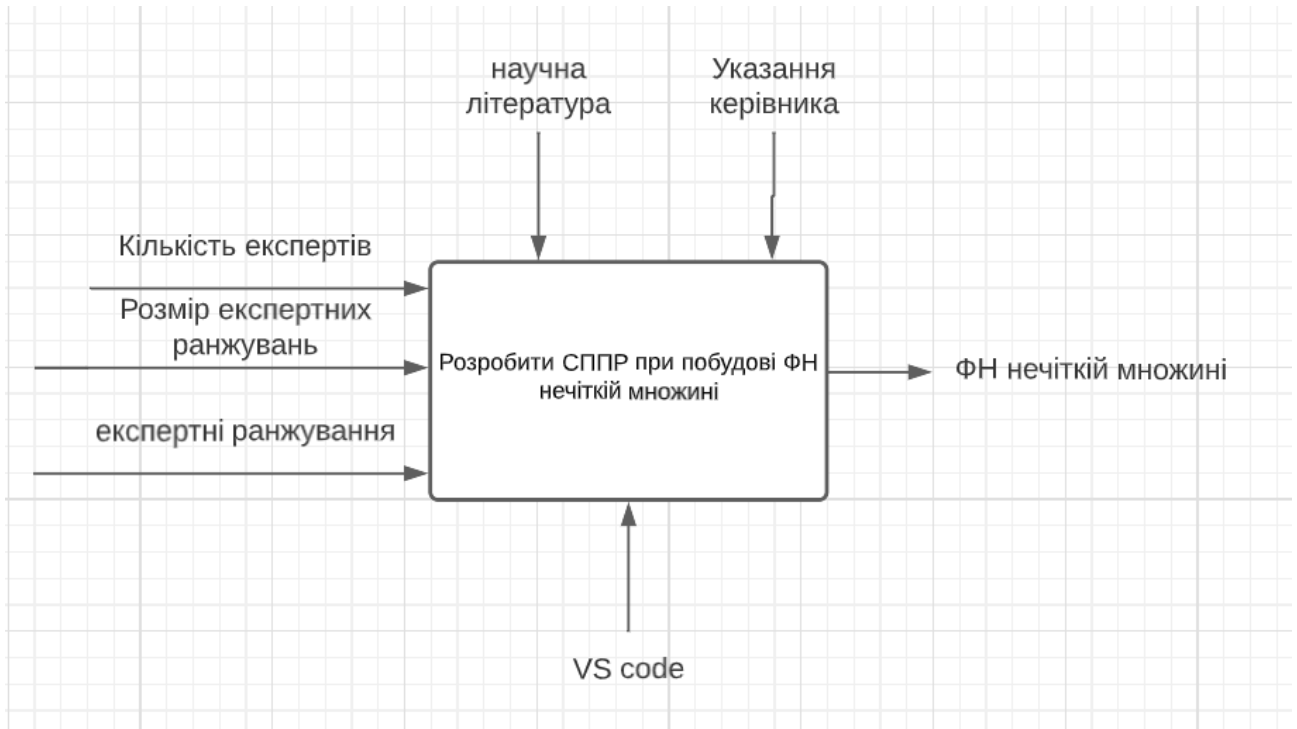 научна
література
Указання
керівника
Кількість експертів
Розмір експертних
ранжувань
експертні ранжування
Розробити СППР при побудові ФН
нечіткій множині
ФН нечіткій множині
VS code